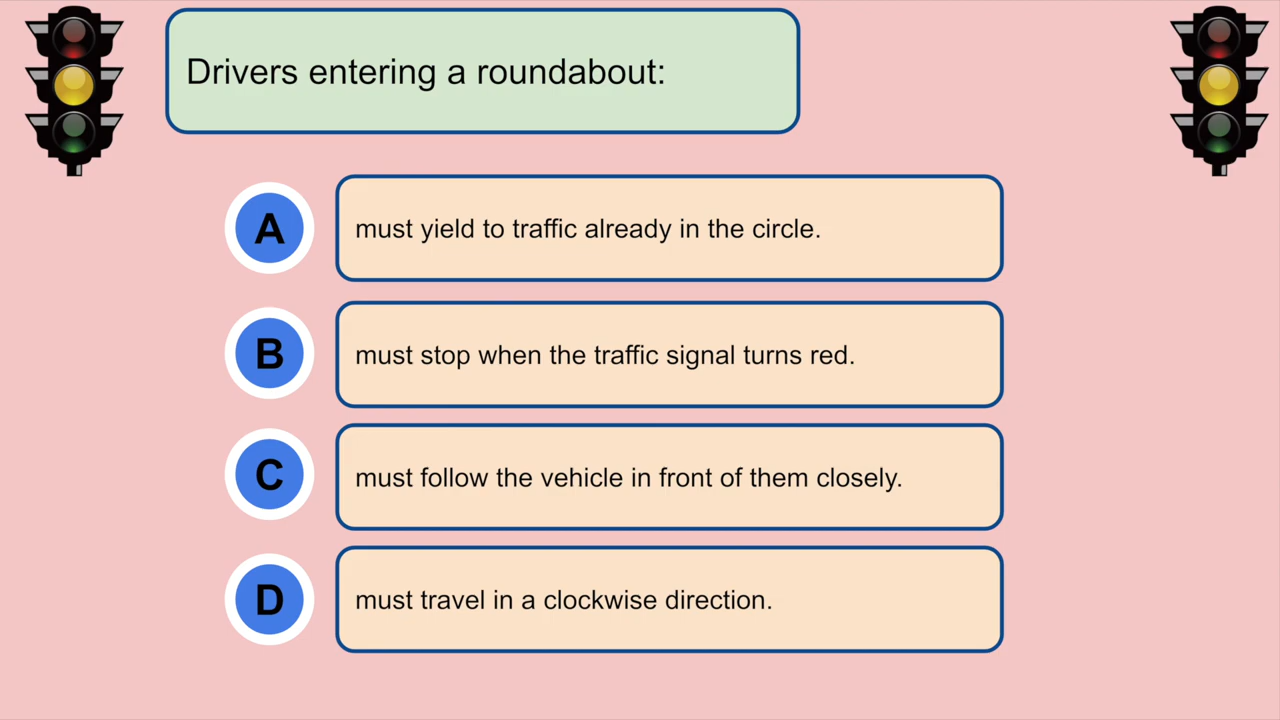 Drivers entering a roundabout:
A
must yield to traffic already in the circle.
B
must stop when the traffic signal turns red.
C
must follow the vehicle in front of them closely.
D
must travel in a clockwise direction.